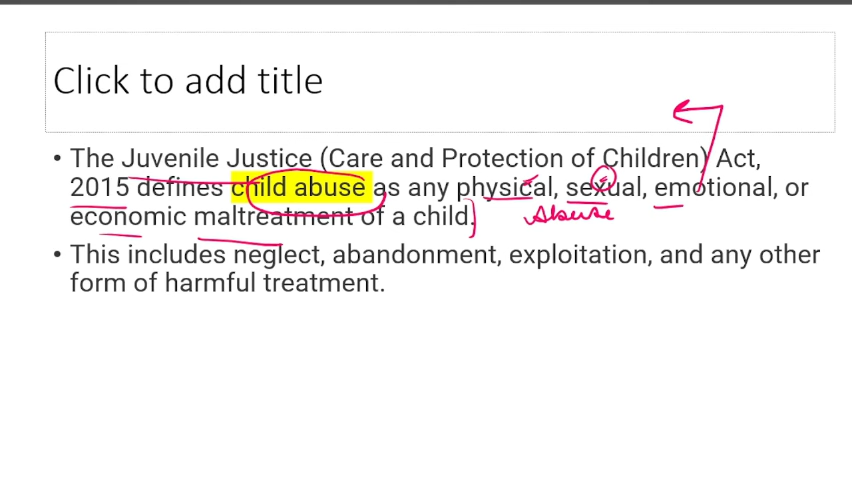 Click to add title
• The Juvenile Justice (Care and Protection of Children) Act,
2015 defines child abuse as any physical, sexual, emotional, or
economic maltreatment of a child.
Abuse
• This includes neglect, abandonment, exploitation, and any other
form of harmful treatment.